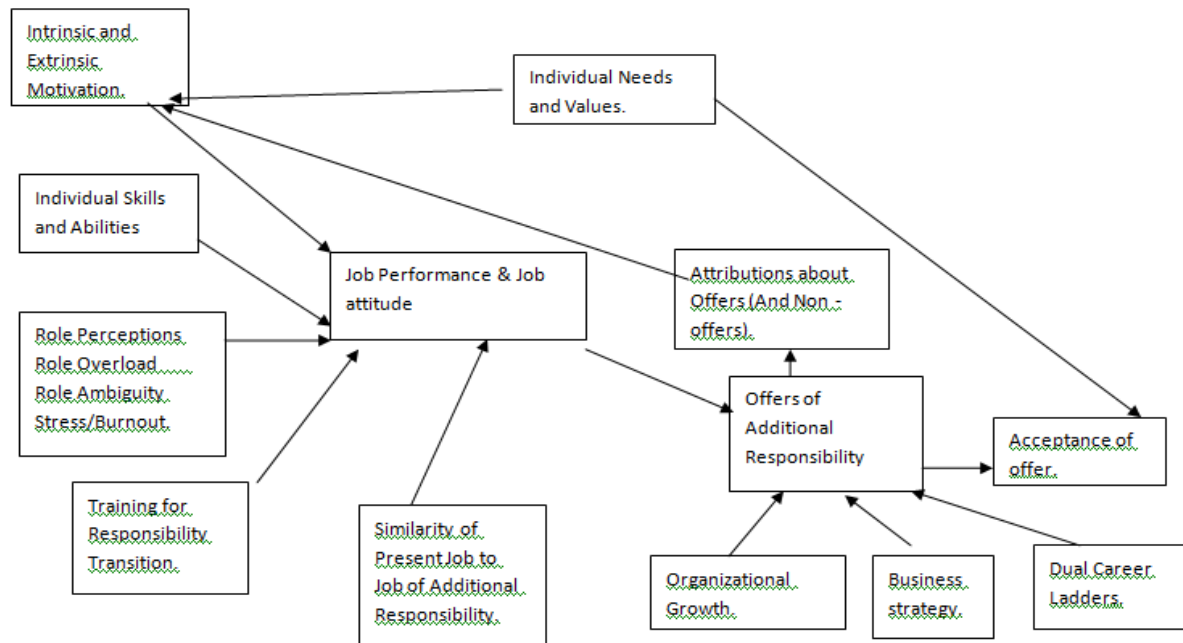 Intrinsic and
Extrinsic
Motivation.
Individual Needs
and Values.
Individual Skills
and Abilities
Job Performance & Job
attitude
Attributions about
Offers (And Non -
offers).
Role Perceptions
Role Overload
Role Ambiguity
Stress/Burnout.
Offers of
Additional
Responsibility
Acceptance of
offer.
Training for
Responsibility
Transition.
Similarity of
Present Job to
Job of Additional
Responsibility.
Organizational
Growth.
Business
strategy.
Dual Career
Ladders.